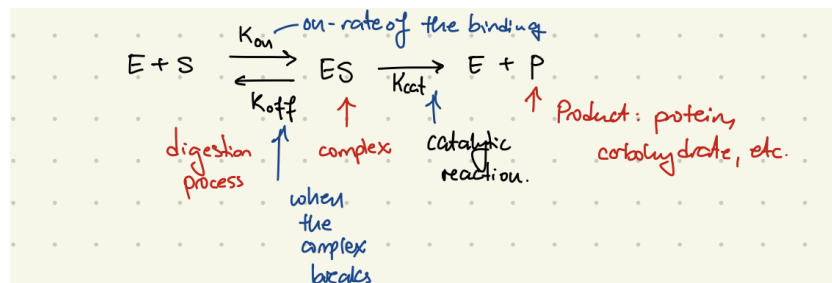 Kon on-rate of the binding
E + S ES Kcat E + P
Koff
Product: protein,
carbohydrate, etc.
digestion
process
complex
catalytic
reaction.
when
the
complex
breaks